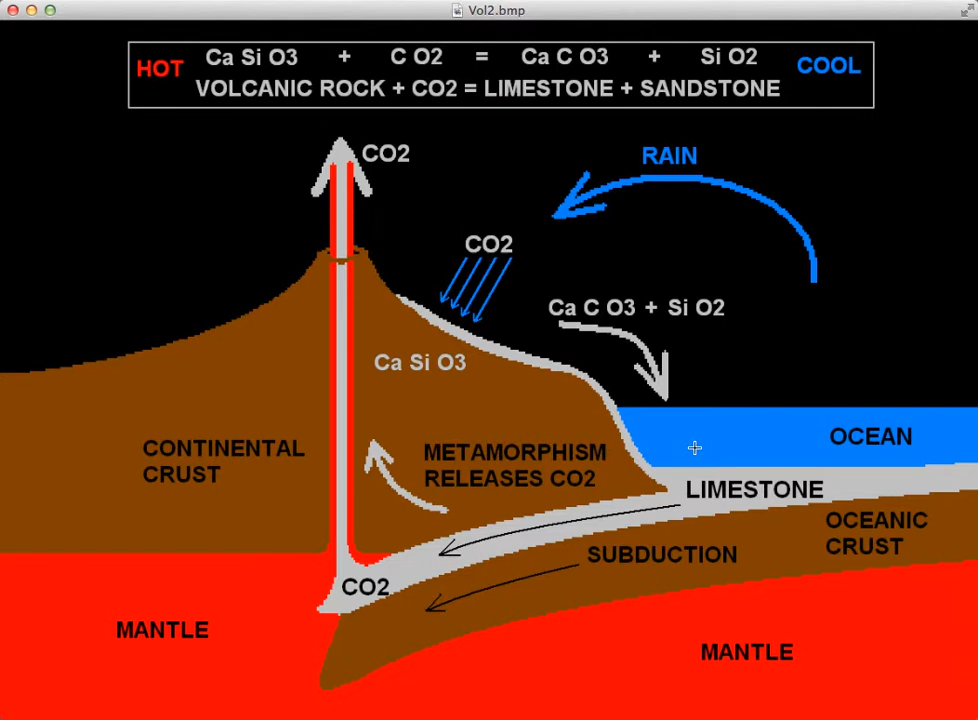 Vol2.bmp
HOT Ca Si O3 + C O2 = Ca C O3 + Si O2 COOL
VOLCANIC ROCK + CO2 = LIMESTONE + SANDSTONE
CO2
RAIN
CO2
Ca C O3 + Si O2
Ca Si O3
OCEAN
CONTINENTAL
CRUST
METAMORPHISM
RELEASES CO2
LIMESTONE
OCEANIC
CRUST
SUBDUCTION
CO2
MANTLE
MANTLE